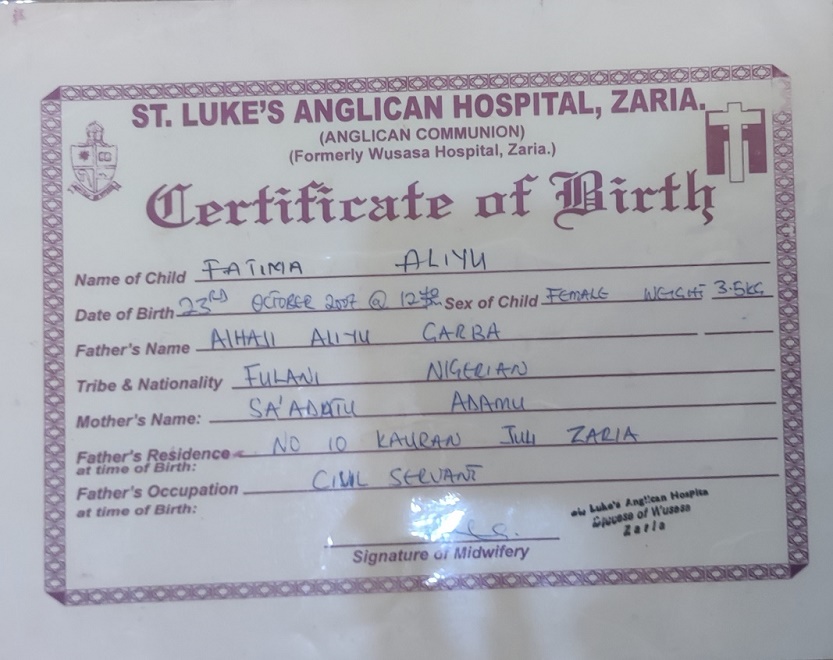 ST. LUKE'S ANGLICAN HOSPITAL, ZARIA.
(ANGLICAN COMMUNION)
(Formerly Wusasa Hospital, Zaria.)
Certificate of Birth
Name of Child FATIMA ALIYU
Date of Birth 23RD OCTOBER 2007 @ Sex of Child FEMALE WEIGHT 3.5KG
Father's Name AlHAJI ALIYU GARBA
Tribe & Nationality FULANI NIGERIAN
Mother's Name: SA'ADATU ADAMU
Father's Residence NO 10 KAURAN JULI ZARIA
at time of Birth:
Father's Occupation CIVIL SERVANT
at time of Birth:
Luke's Anglican Hospita
Diocese of Wusasa
Zaria
Signature of Midwifery